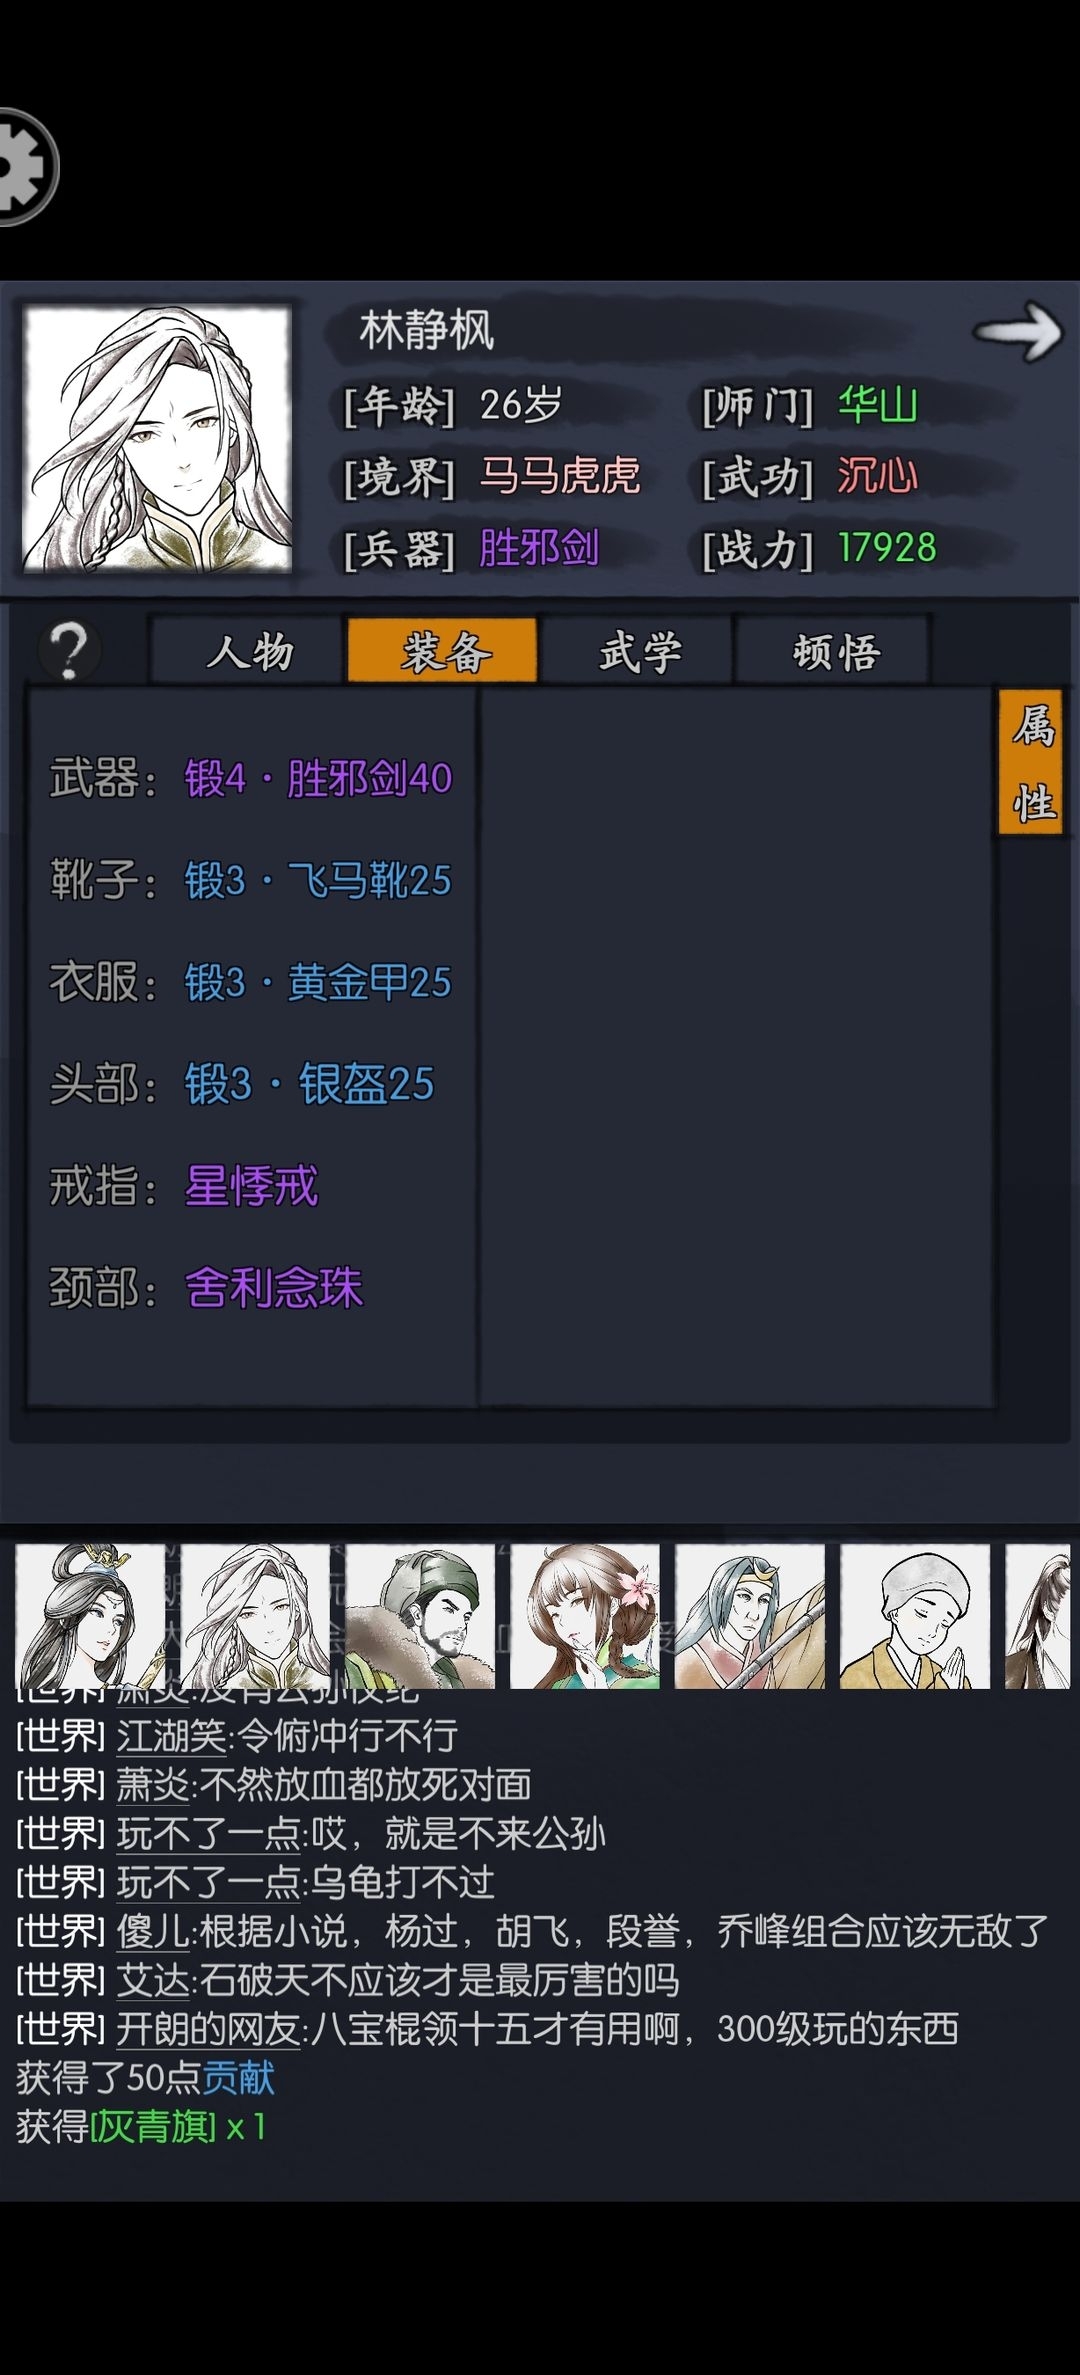 林静枫
[年龄] 26岁 [师门] 华山
[境界] 马马虎虎 [武功] 沉心
[兵器] 胜邪剑 [战力] 17928
? 人物 装备 武学 顿悟
属性
武器：锻4·胜邪剑40
靴子：锻3·飞马靴25
衣服：锻3·黄金甲25
头部：锻3·银盔25
戒指：星悸戒
颈部：舍利念珠
[世界] 江湖笑:令俯冲行不行
[世界] 萧炎:不然放血都放死对面
[世界] 玩不了一点:哎，就是不来公孙
[世界] 玩不了一点:乌龟打不过
[世界] 傻儿:根据小说，杨过，胡飞，段誉，乔峰组合应该无敌了
[世界] 艾达:石破天不应该才是最厉害的吗
[世界] 开朗的网友:八宝棍领十五才有用啊，300级玩的东西
获得了50点贡献
获得[灰青旗] x 1